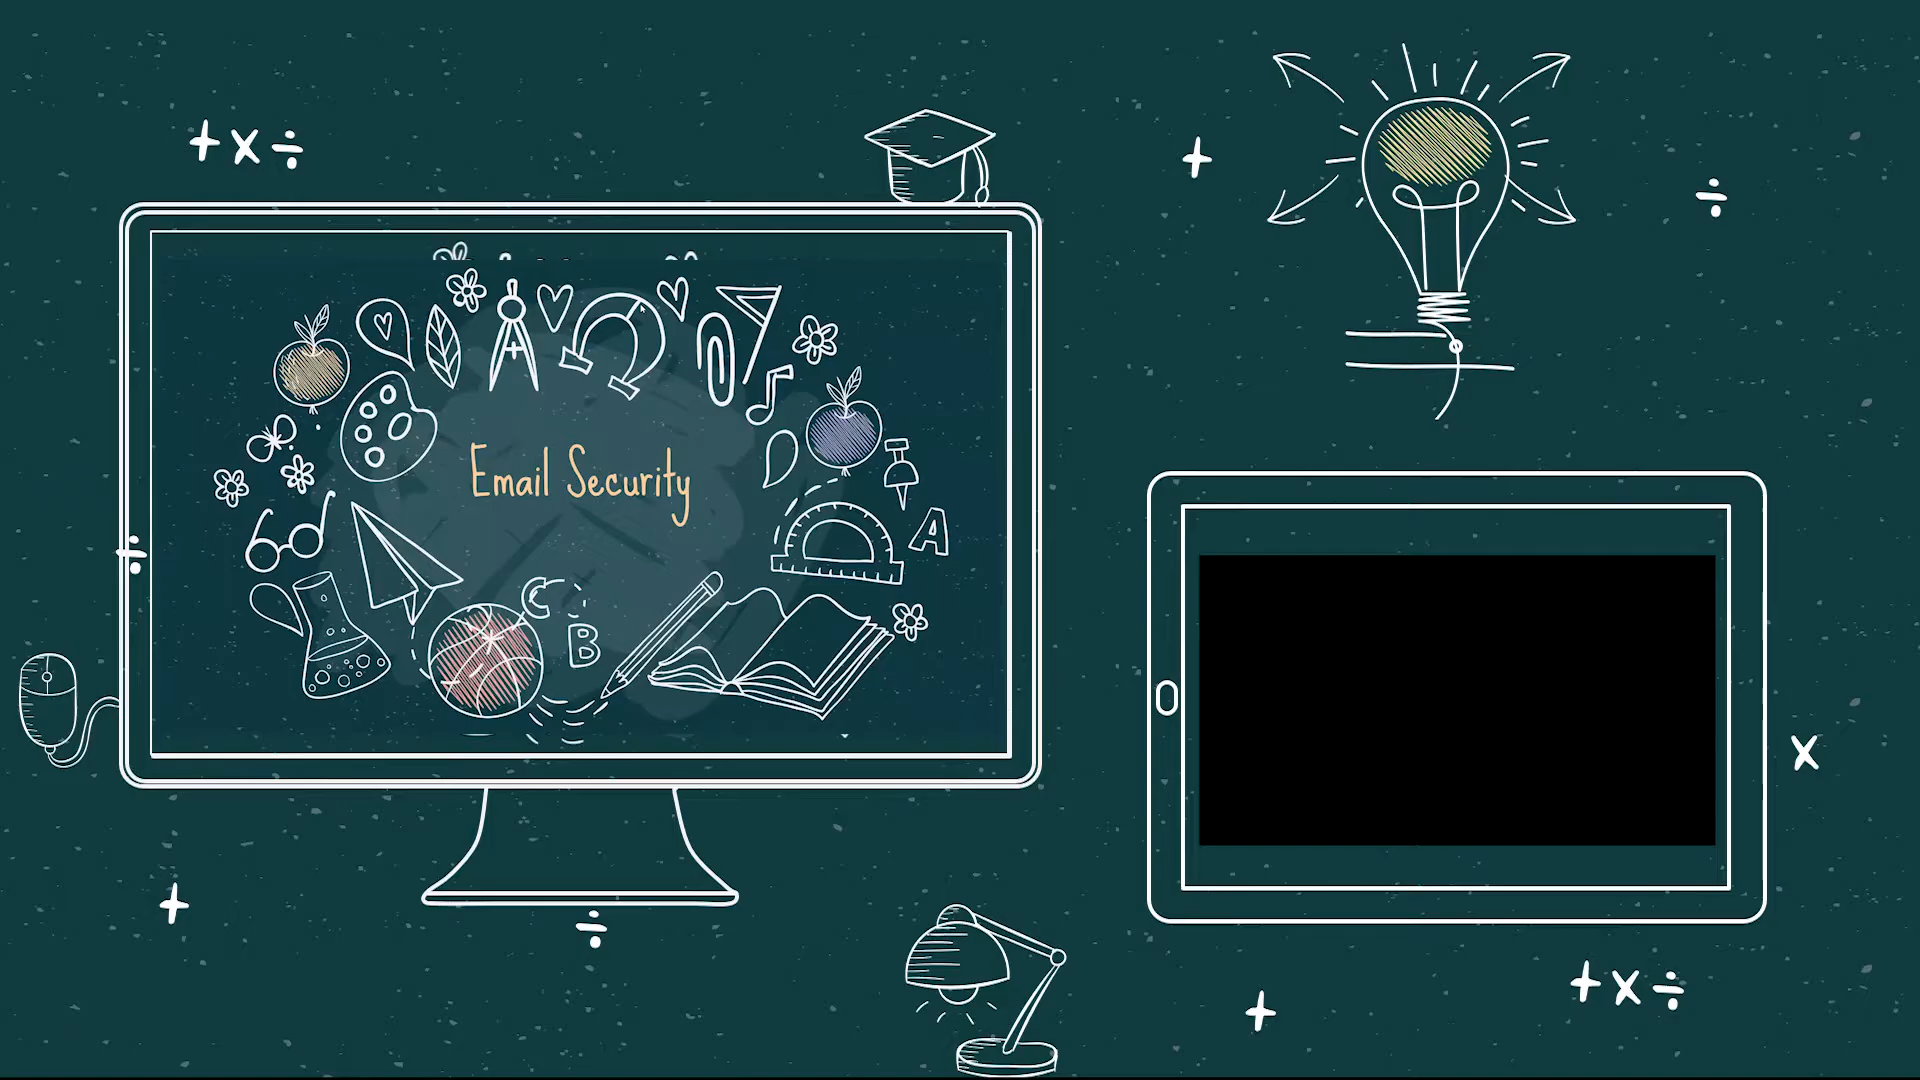 + x ÷
+
÷
Email Security
A
÷
C
B
x
+
÷
+ x ÷
+